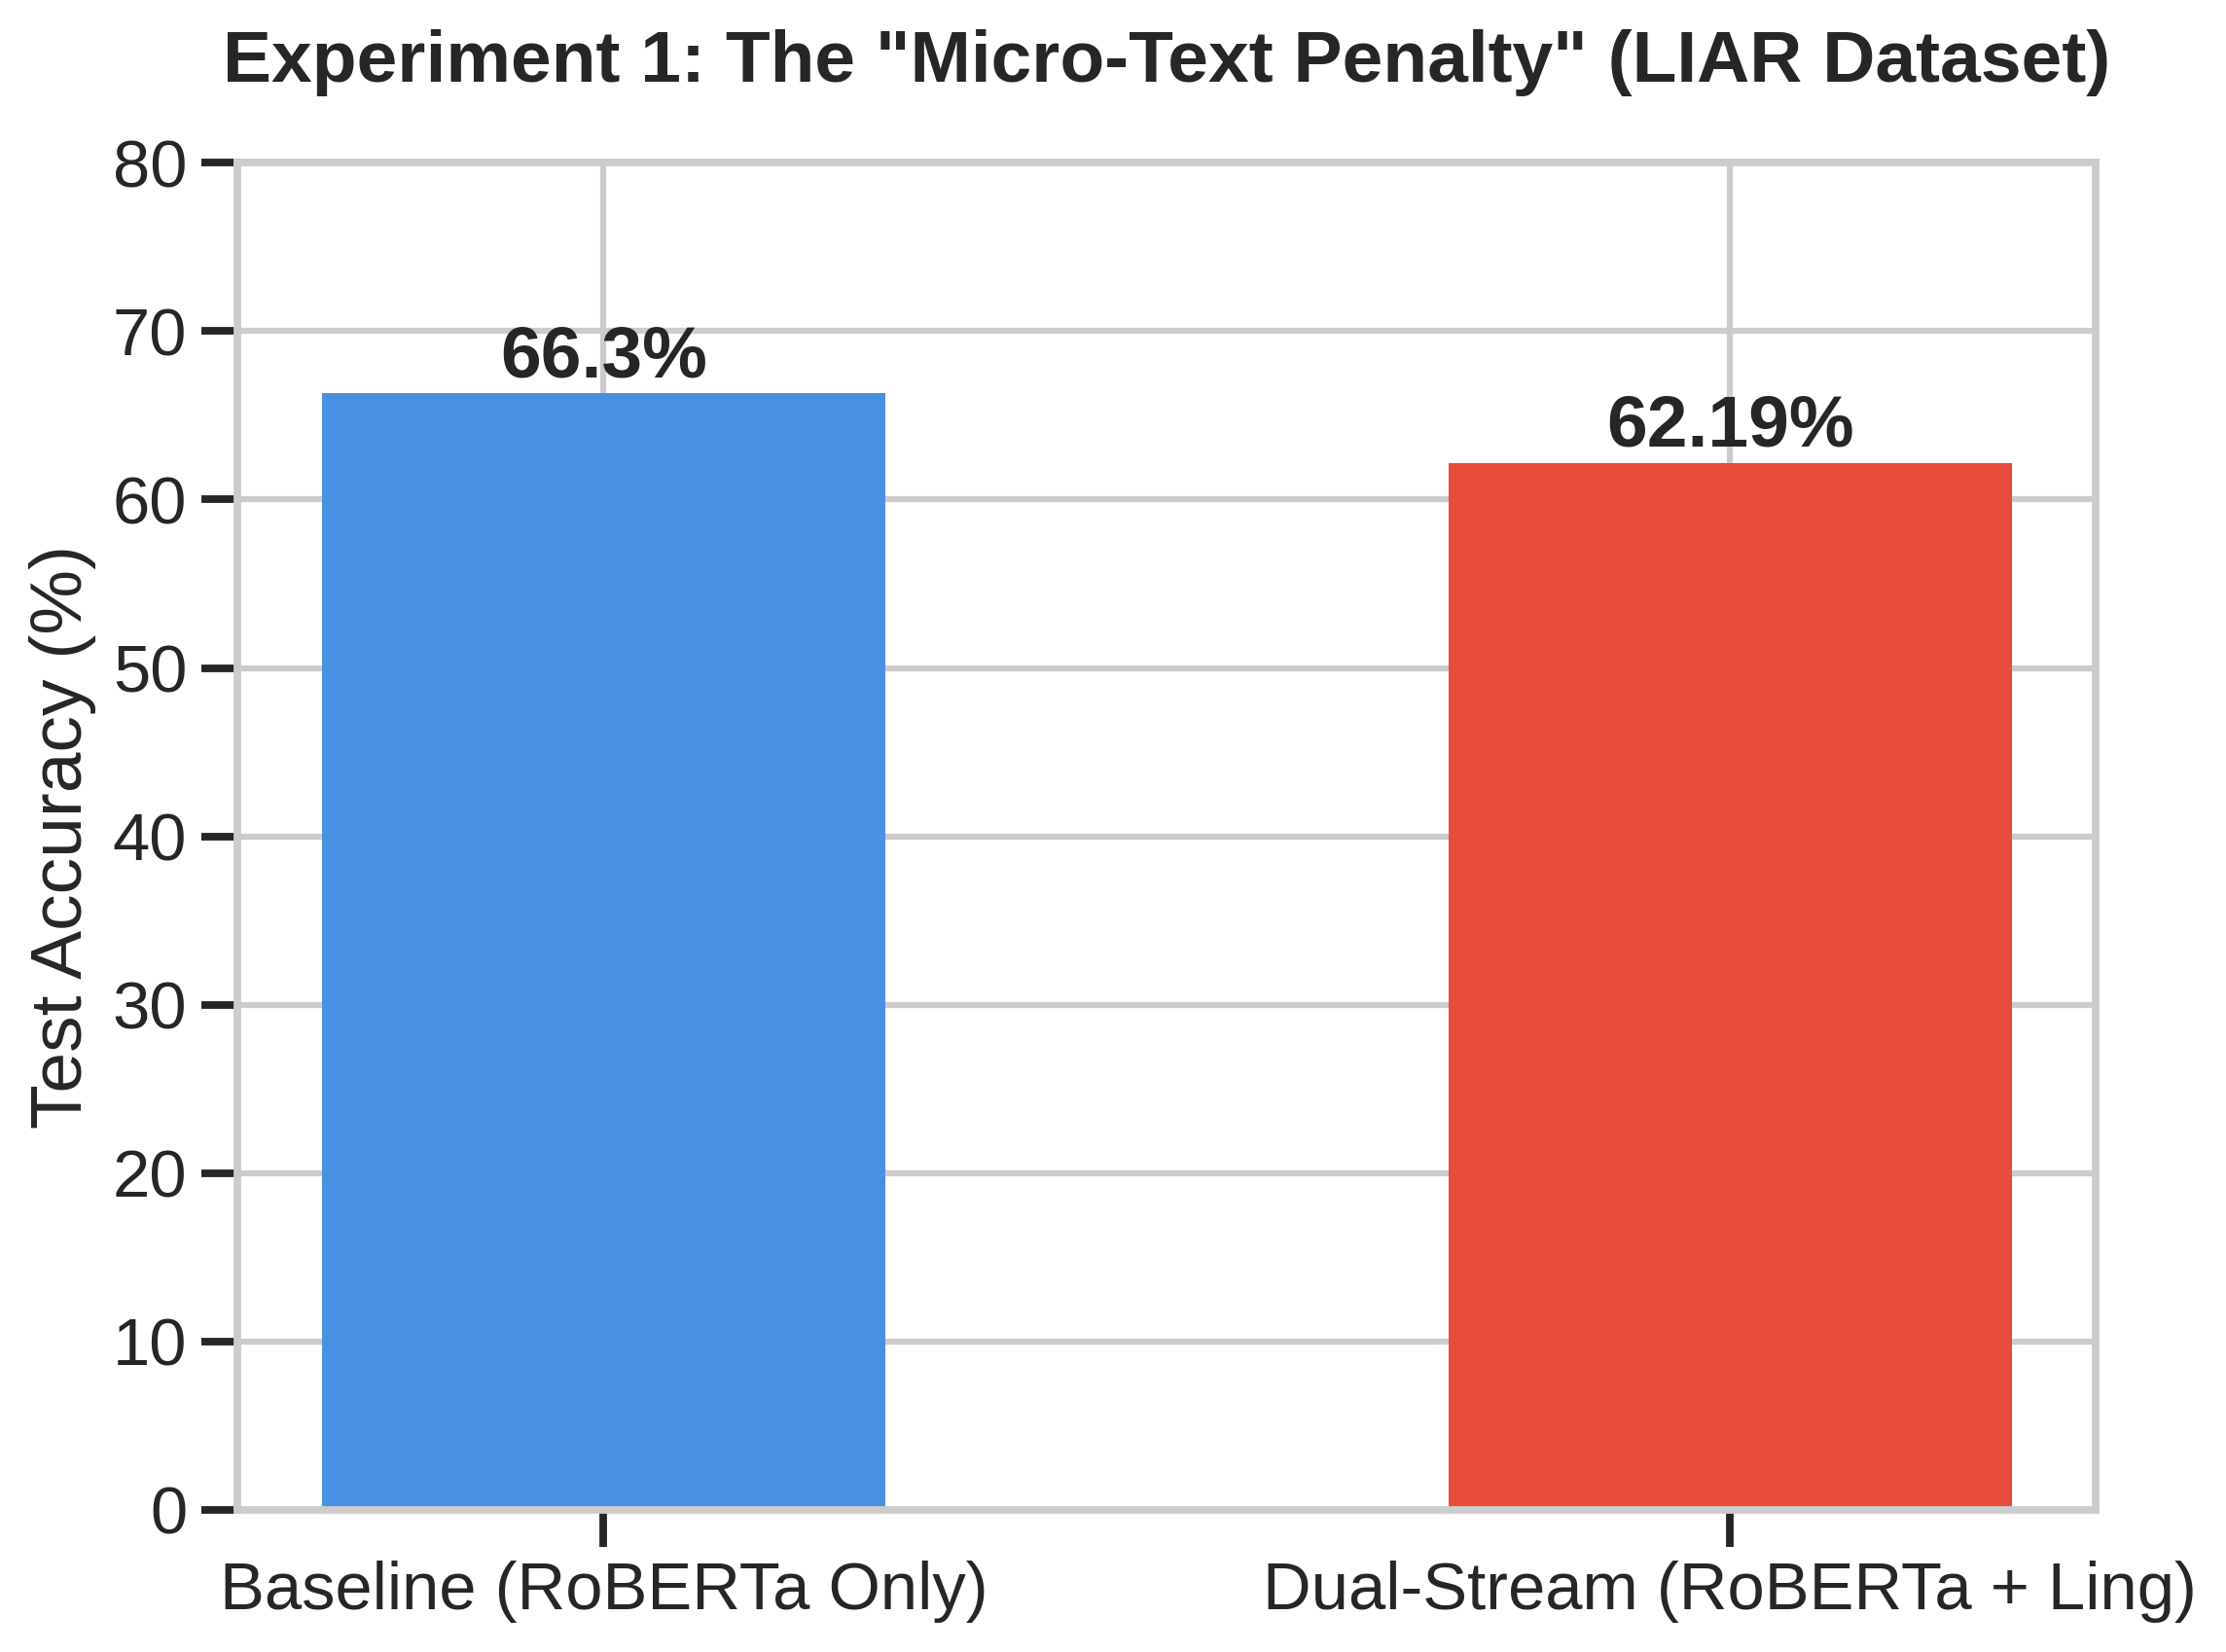 Experiment 1: The "Micro-Text Penalty" (LIAR Dataset)
80
70
60
50
40
30
20
10
0
Test Accuracy (%)
66.3%
62.19%
Baseline (RoBERTa Only)
Dual-Stream (RoBERTa + Ling)